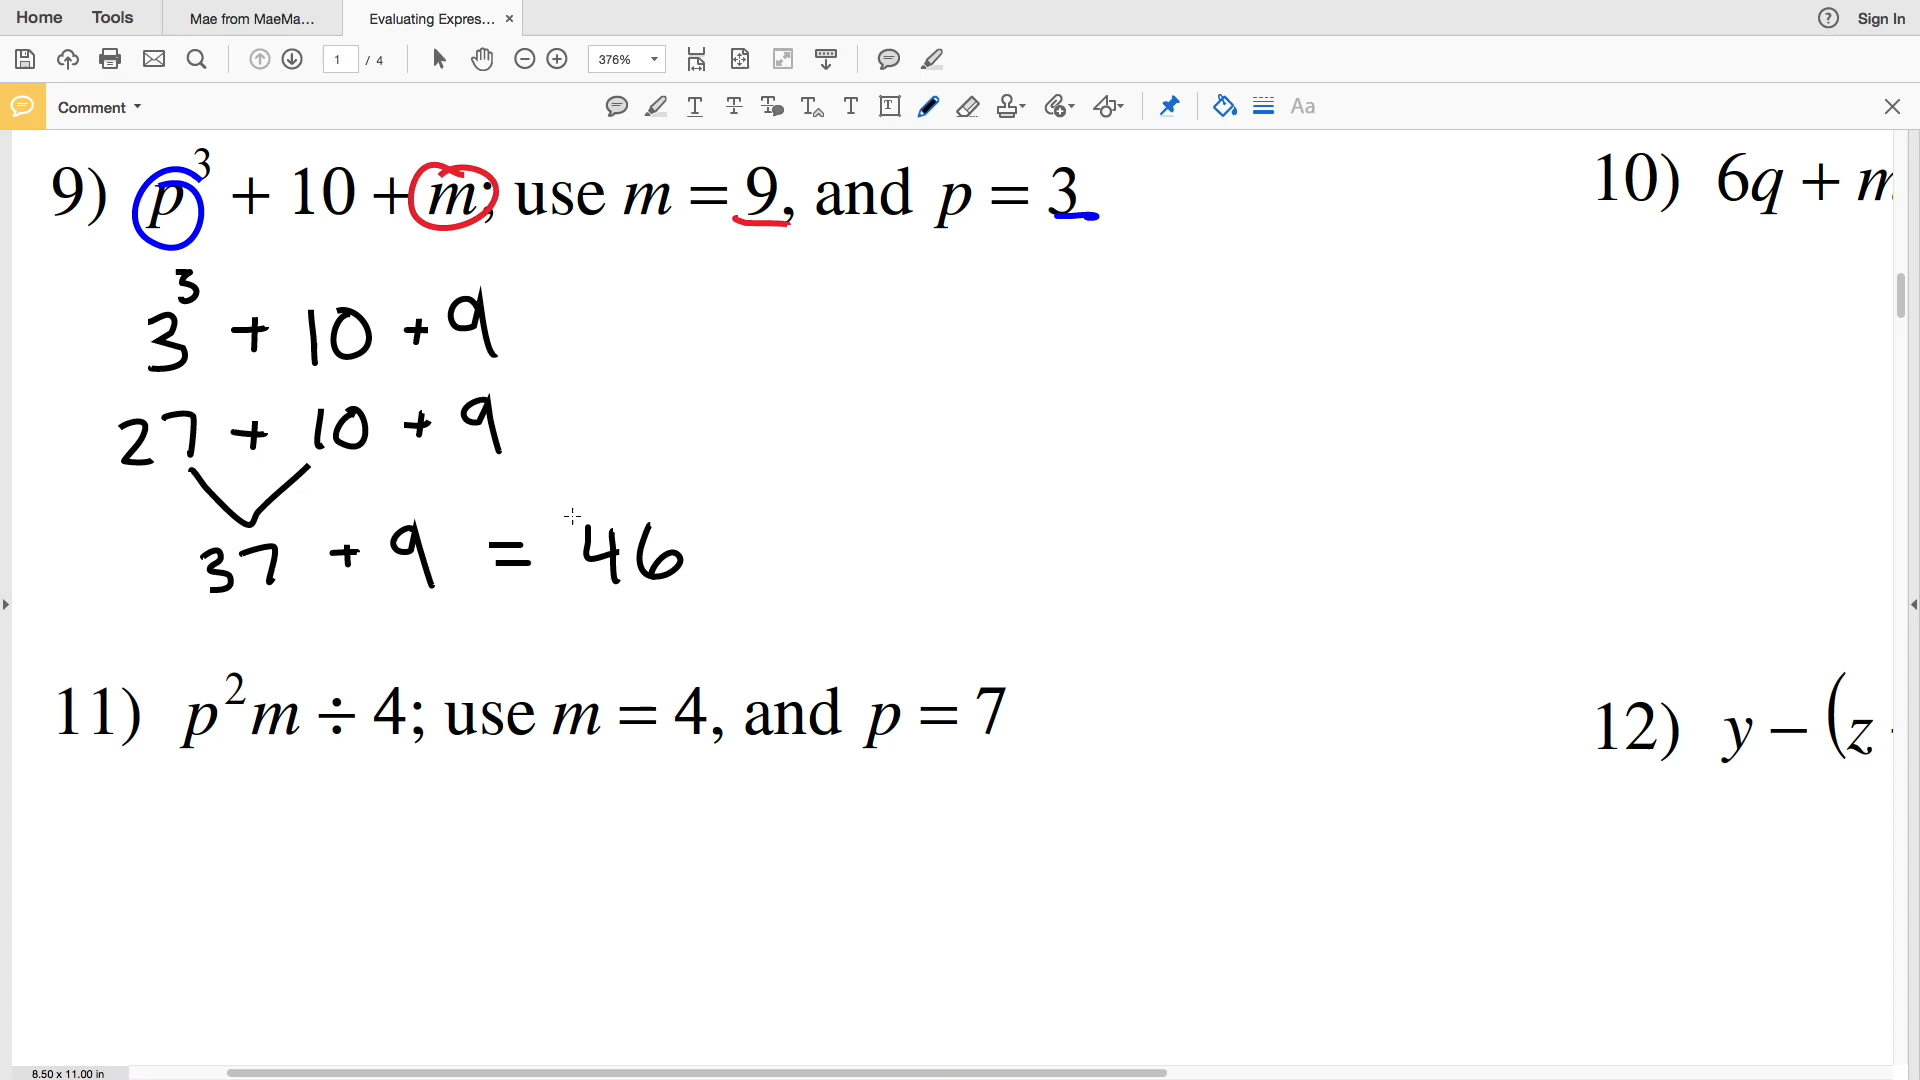 Home Tools Mae from MaeMa... Evaluating Expres... × ? Sign In
1 / 4 376%
Comment T T T T T T Aa
9) p³ + 10 + m; use m = 9, and p = 3
10) 6q + m
3³ + 10 + 9
27 + 10 + 9
37 + 9 = 46
11) p²m ÷ 4; use m = 4, and p = 7
12) y − (z
8.50 x 11.00 in